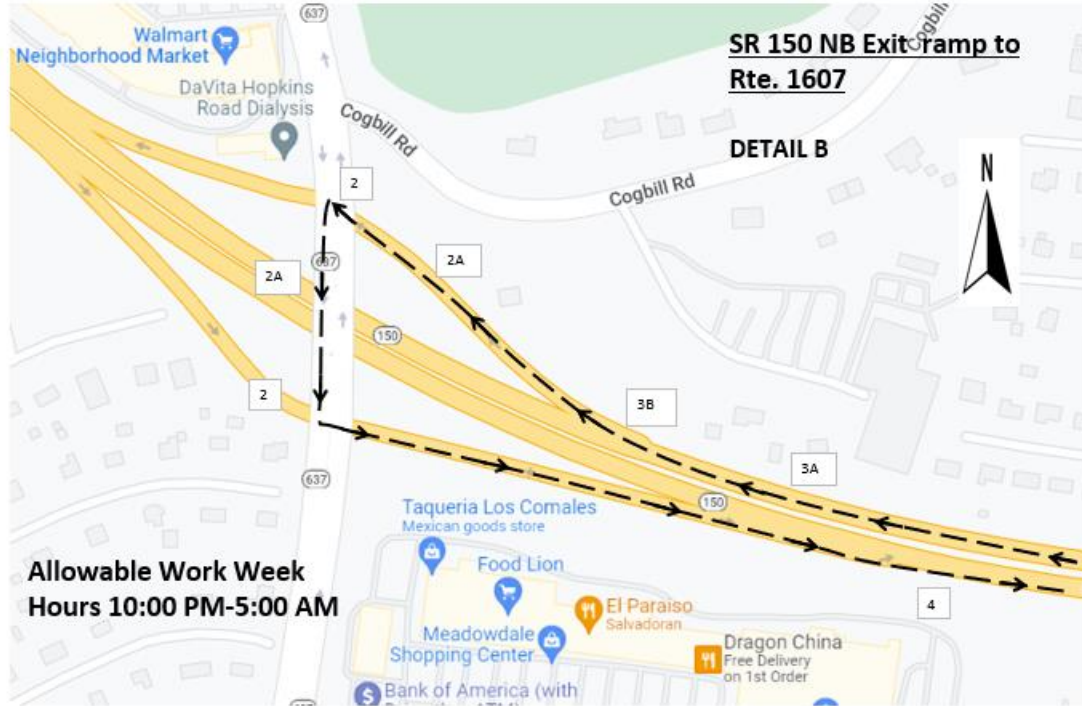 637
Walmart
Neighborhood Market
SR 150 NB Exit ramp to
Rte. 1607
Cogbill
DaVita Hopkins
Road Dialysis
Cogbill Rd
DETAIL B
N
2
Cogbill Rd
2A
637
2A
150
2
3B
3A
637
150
Taqueria Los Comales
Mexican goods store
Food Lion
Allowable Work Week
Hours 10:00 PM-5:00 AM
4
El Paraiso
Salvadoran
Meadowdale
Shopping Center
Dragon China
Free Delivery
on 1st Order
Bank of America (with